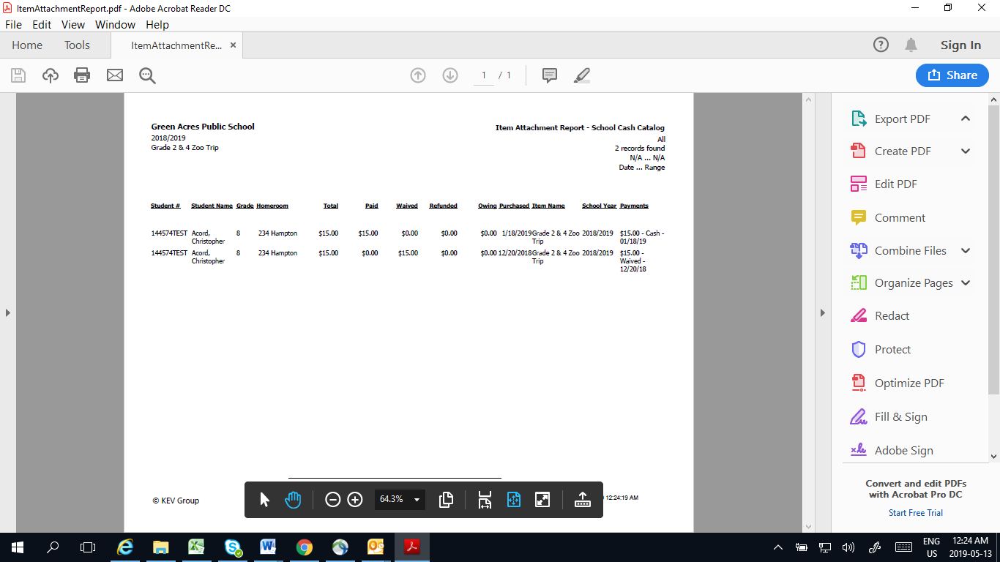 ItemAttachmentReport.pdf - Adobe Acrobat Reader DC
File Edit View Window Help
Home Tools ItemAttachmentRe... ×
Sign In
1 / 1
Share
Green Acres Public School
2018/2019
Grade 2 & 4 Zoo Trip
Item Attachment Report - School Cash Catalog
All
2 records found
N/A ... N/A
Date ... Range
Student # Student Name Grade Homeroom Total Paid Waived Refunded Owing Purchased Item Name School Year Payments
144574TEST Acord, 8 234 Hampton $15.00 $15.00 $0.00 $0.00 $0.00 1/18/2019 Grade 2 & 4 Zoo 2018/2019 $15.00 - Cash -
Christopher Trip 01/18/19
144574TEST Acord, 8 234 Hampton $15.00 $0.00 $15.00 $0.00 $0.00 12/20/2018 Grade 2 & 4 Zoo 2018/2019 $15.00 -
Christopher Trip Waived -
12/20/18
© KEV Group
12:24:19 AM
64.3%
Export PDF
Create PDF
Edit PDF
Comment
Combine Files
Organize Pages
Redact
Protect
Optimize PDF
Fill & Sign
Adobe Sign
Convert and edit PDFs
with Acrobat Pro DC
Start Free Trial
ENG 12:24 AM
US 2019-05-13